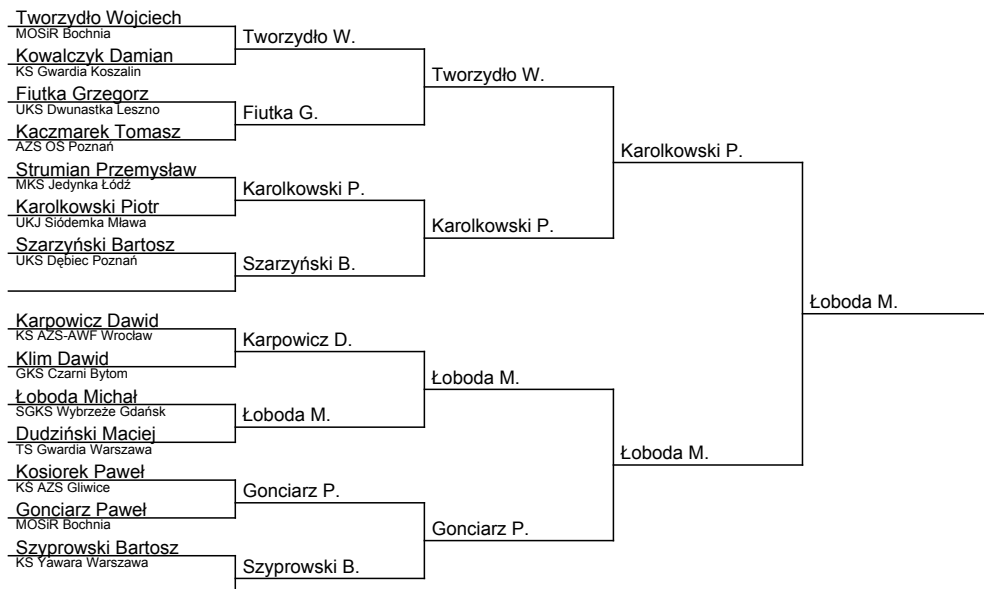 Tworzydło Wojciech
MOSiR Bochnia
Kowalczyk Damian
KS Gwardia Koszalin
Fiutka Grzegorz
UKS Dwunastka Leszno
Kaczmarek Tomasz
AZS OŚ Poznań
Strumian Przemysław
MKS Jedynka Łódź
Karolkowski Piotr
UKJ Siódemka Mława
Szarzyński Bartosz
UKS Dębiec Poznań
Karpowicz Dawid
KS AZS-AWF Wrocław
Klim Dawid
GKS Czarni Bytom
Łoboda Michał
SGKS Wybrzeże Gdańsk
Dudziński Maciej
TS Gwardia Warszawa
Kosiorek Paweł
KŚ AZS Gliwice
Gonciarz Paweł
MOSiR Bochnia
Szyprowski Bartosz
KS Yawara Warszawa
Tworzydło W.
Fiutka G.
Karolkowski P.
Szarzyński B.
Karpowicz D.
Łoboda M.
Gonciarz P.
Szyprowski B.
Tworzydło W.
Karolkowski P.
Łoboda M.
Gonciarz P.
Karolkowski P.
Łoboda M.
Łoboda M.